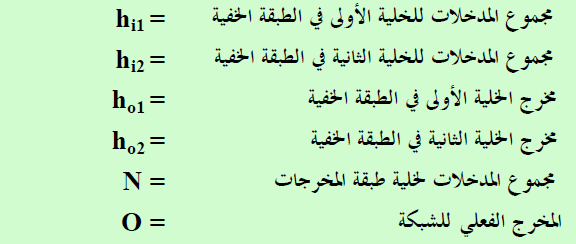 مجموع المدخلات للخلية الأولى في الطبقة الخفية = hi1
مجموع المدخلات للخلية الثانية في الطبقة الخفية = hi2
مخرج الخلية الأولى في الطبقة الخفية = ho1
مخرج الخلية الثانية في الطبقة الخفية = ho2
مجموع المدخلات لخلية طبقة المخرجات = N
المخرج الفعلي للشبكة = O